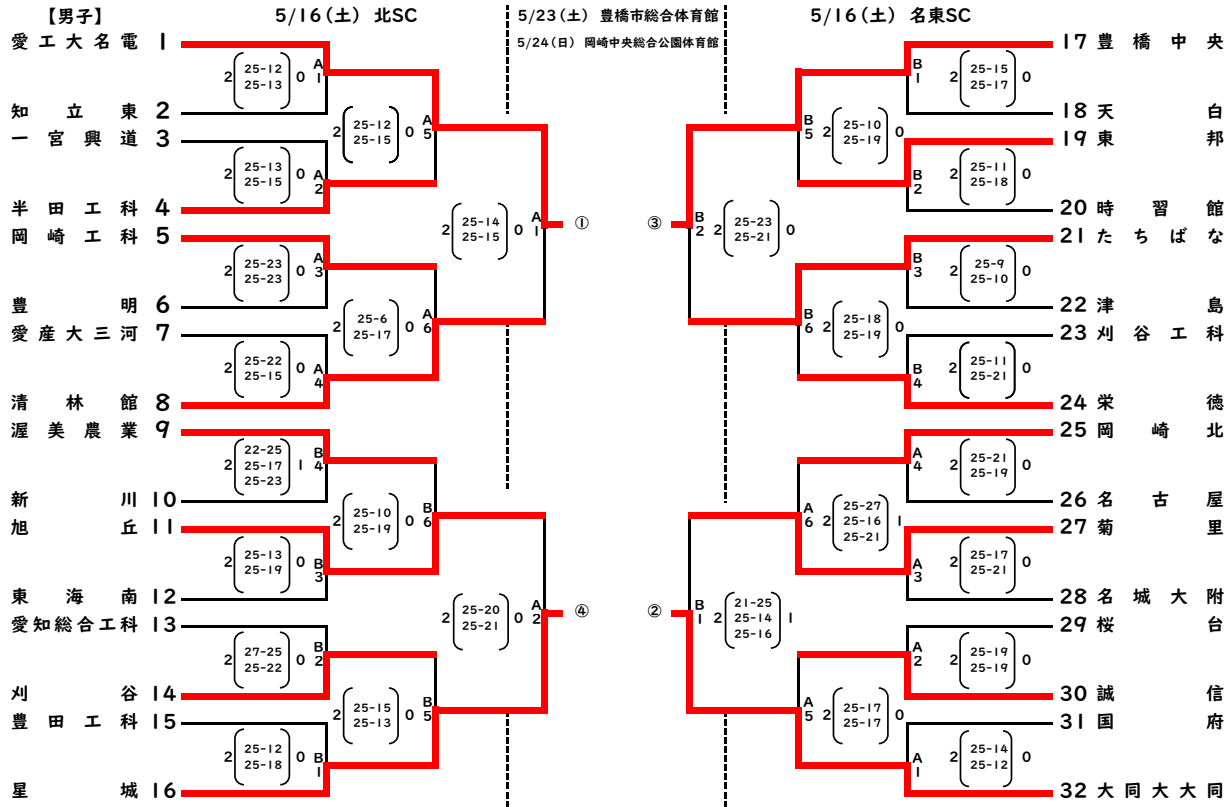 【男子】 5/16(土) 北SC 5/23(土) 豊橋市総合体育館 5/16(土) 名東SC
5/24(日) 岡崎中央総合公園体育館
愛工大名電 1
2 25-12 25-13 0 A1
知立東 2
2 25-12 25-15 0 A5
一宮興道 3
2 25-13 25-15 0 A2
半田工科 4
2 25-14 25-15 0 A1 ①
岡崎工科 5
2 25-23 25-23 0 A3
豊明 6
2 25-6 25-17 0 A6
愛産大三河 7
2 25-22 25-15 0 A4
清林館 8
渥美農業 9
2 22-25 25-17 25-23 1 B4
新川 10
2 25-10 25-19 0 B6
旭丘 11
2 25-13 25-19 0 B3
東海南 12
2 25-20 25-21 0 A2 ④
愛知総合工科 13
2 27-25 25-22 0 B2
刈谷 14
2 25-15 25-13 0 B5
豊田工科 15
2 25-12 25-18 0 B1
星城 16
17 豊橋中央
B1 2 25-15 25-17 0
18 天白
B5 2 25-10 25-19 0
19 東邦
B2 2 25-11 25-18 0
20 時習館
③ B2 2 25-23 25-21 0
21 たちばな
B3 2 25-9 25-10 0
22 津島
B6 2 25-18 25-19 0
23 刈谷工科
B4 2 25-11 25-21 0
24 栄徳
25 岡崎北
A4 2 25-21 25-19 0
26 名古屋
A6 2 25-27 25-16 25-21 1
27 菊里
A3 2 25-17 25-21 0
28 名城大附
② B1 2 21-25 25-14 25-16 1
29 桜台
A2 2 25-19 25-19 0
30 誠信
A5 2 25-17 25-17 0
31 国府
A1 2 25-14 25-12 0
32 大同大大同